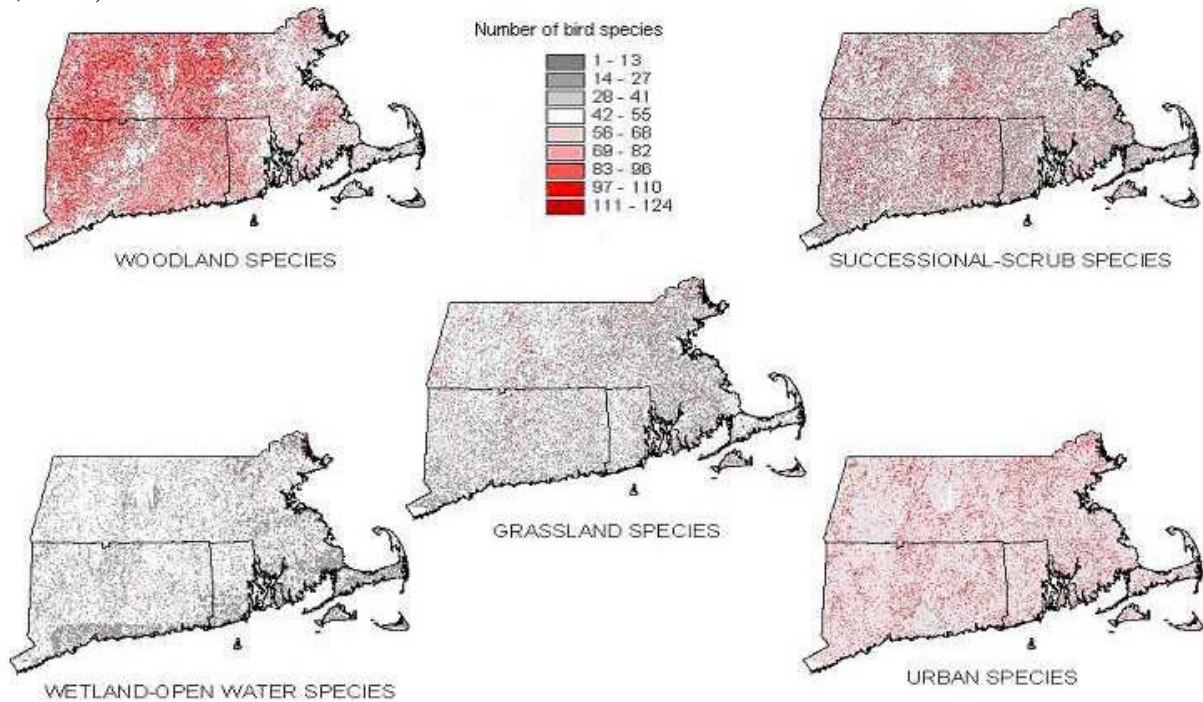 Number of bird species
1 - 13
14 - 27
28 - 41
42 - 55
56 - 68
69 - 82
83 - 96
97 - 110
111 - 124
WOODLAND SPECIES
SUCCESSIONAL-SCRUB SPECIES
GRASSLAND SPECIES
WETLAND-OPEN WATER SPECIES
URBAN SPECIES